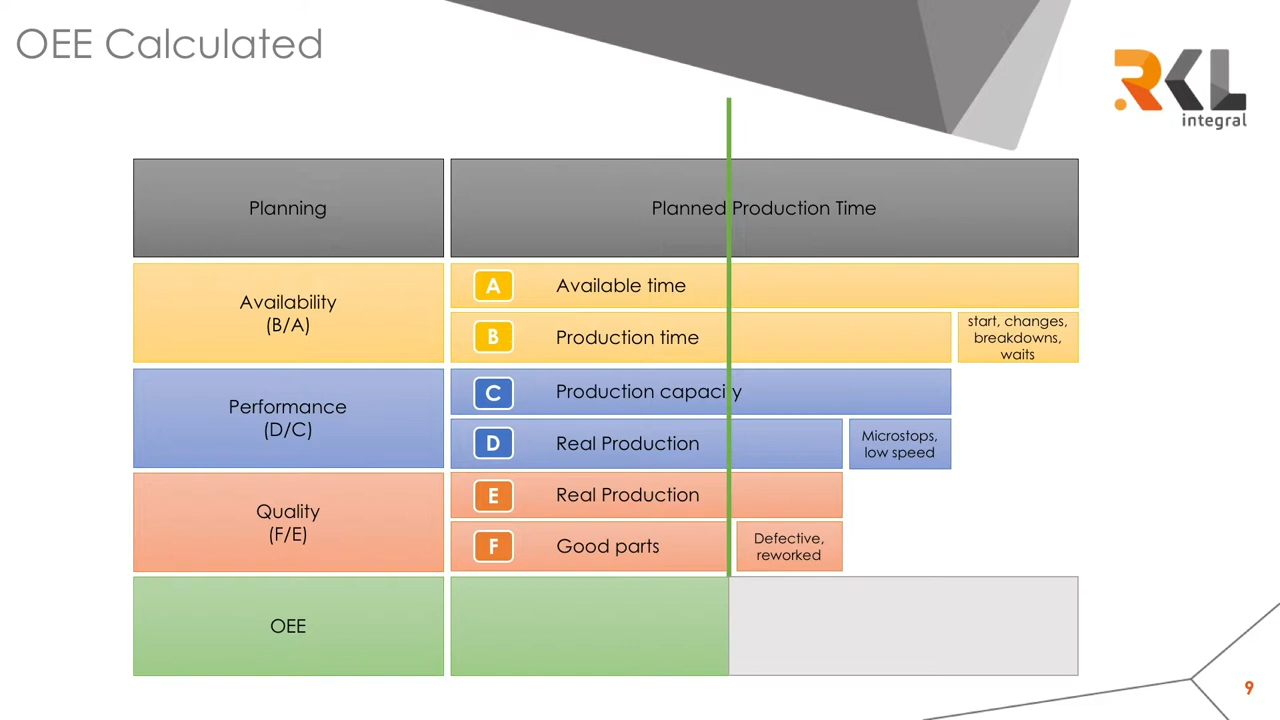 OEE Calculated
RKL
integral
Planning
Planned Production Time
Availability
(B/A)
A
Available time
B
Production time
start, changes,
breakdowns,
waits
Performance
(D/C)
C
Production capacity
D
Real Production
Microstops,
low speed
Quality
(F/E)
E
Real Production
F
Good parts
Defective,
reworked
OEE
9